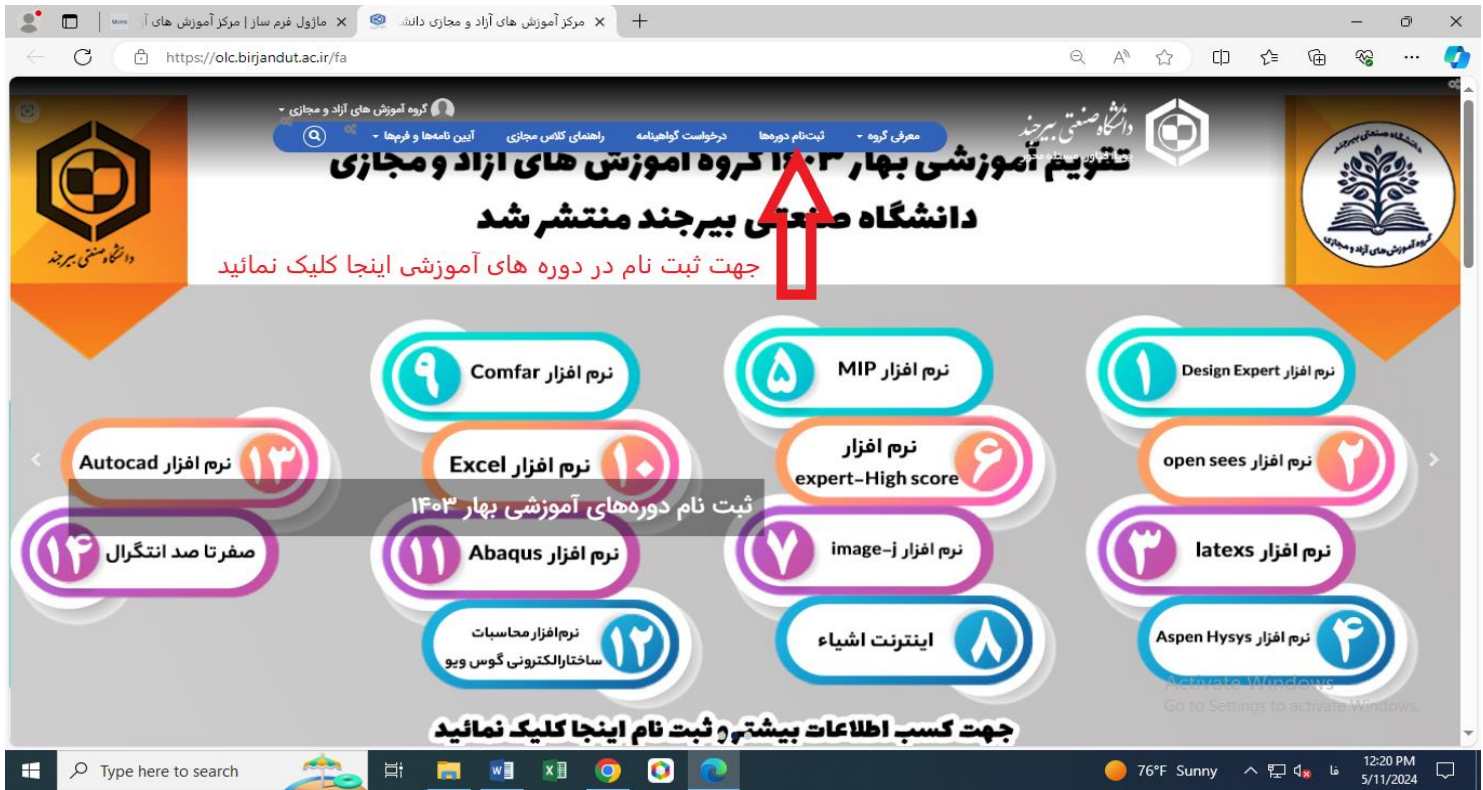 ماژول فرم ساز | مرکز آموزش های آز
مرکز آموزش های آزاد و مجازی دانش
https://olc.birjandut.ac.ir/fa
گروه آموزش های آزاد و مجازی
معرفی گروه ثبت‌نام دوره‌ها درخواست گواهینامه راهنمای کلاس مجازی آیین نامه‌ها و فرم‌ها
دانشگاه صنعتی بیرجند
تقویم آموزشی بهار ۱۴۰۳ گروه آموزش های آزاد و مجازی
دانشگاه صنعتی بیرجند منتشر شد
جهت ثبت نام در دوره های آموزشی اینجا کلیک نمائید
دانشگاه صنعتی بیرجند
گروه آموزش های آزاد و مجازی
۱ نرم افزار Design Expert
۲ نرم افزار open sees
۳ نرم افزار latexs
۴ نرم افزار Aspen Hysys
۵ نرم افزار MIP
۶ نرم افزار
expert-High score
۷ نرم افزار image-j
۸ اینترنت اشیاء
۹ نرم افزار Comfar
۱۰ نرم افزار Excel
۱۱ نرم افزار Abaqus
۱۲ نرم‌افزار محاسبات
ساختارالکترونی گوس ویو
۱۳ نرم افزار Autocad
۱۴ صفر تا صد انتگرال
ثبت نام دوره‌های آموزشی بهار ۱۴۰۳
جهت کسب اطلاعات بیشتر و ثبت نام اینجا کلیک نمائید
Activate Windows
Go to Settings to activate Windows.
Type here to search
76°F Sunny
فا
12:20 PM
5/11/2024